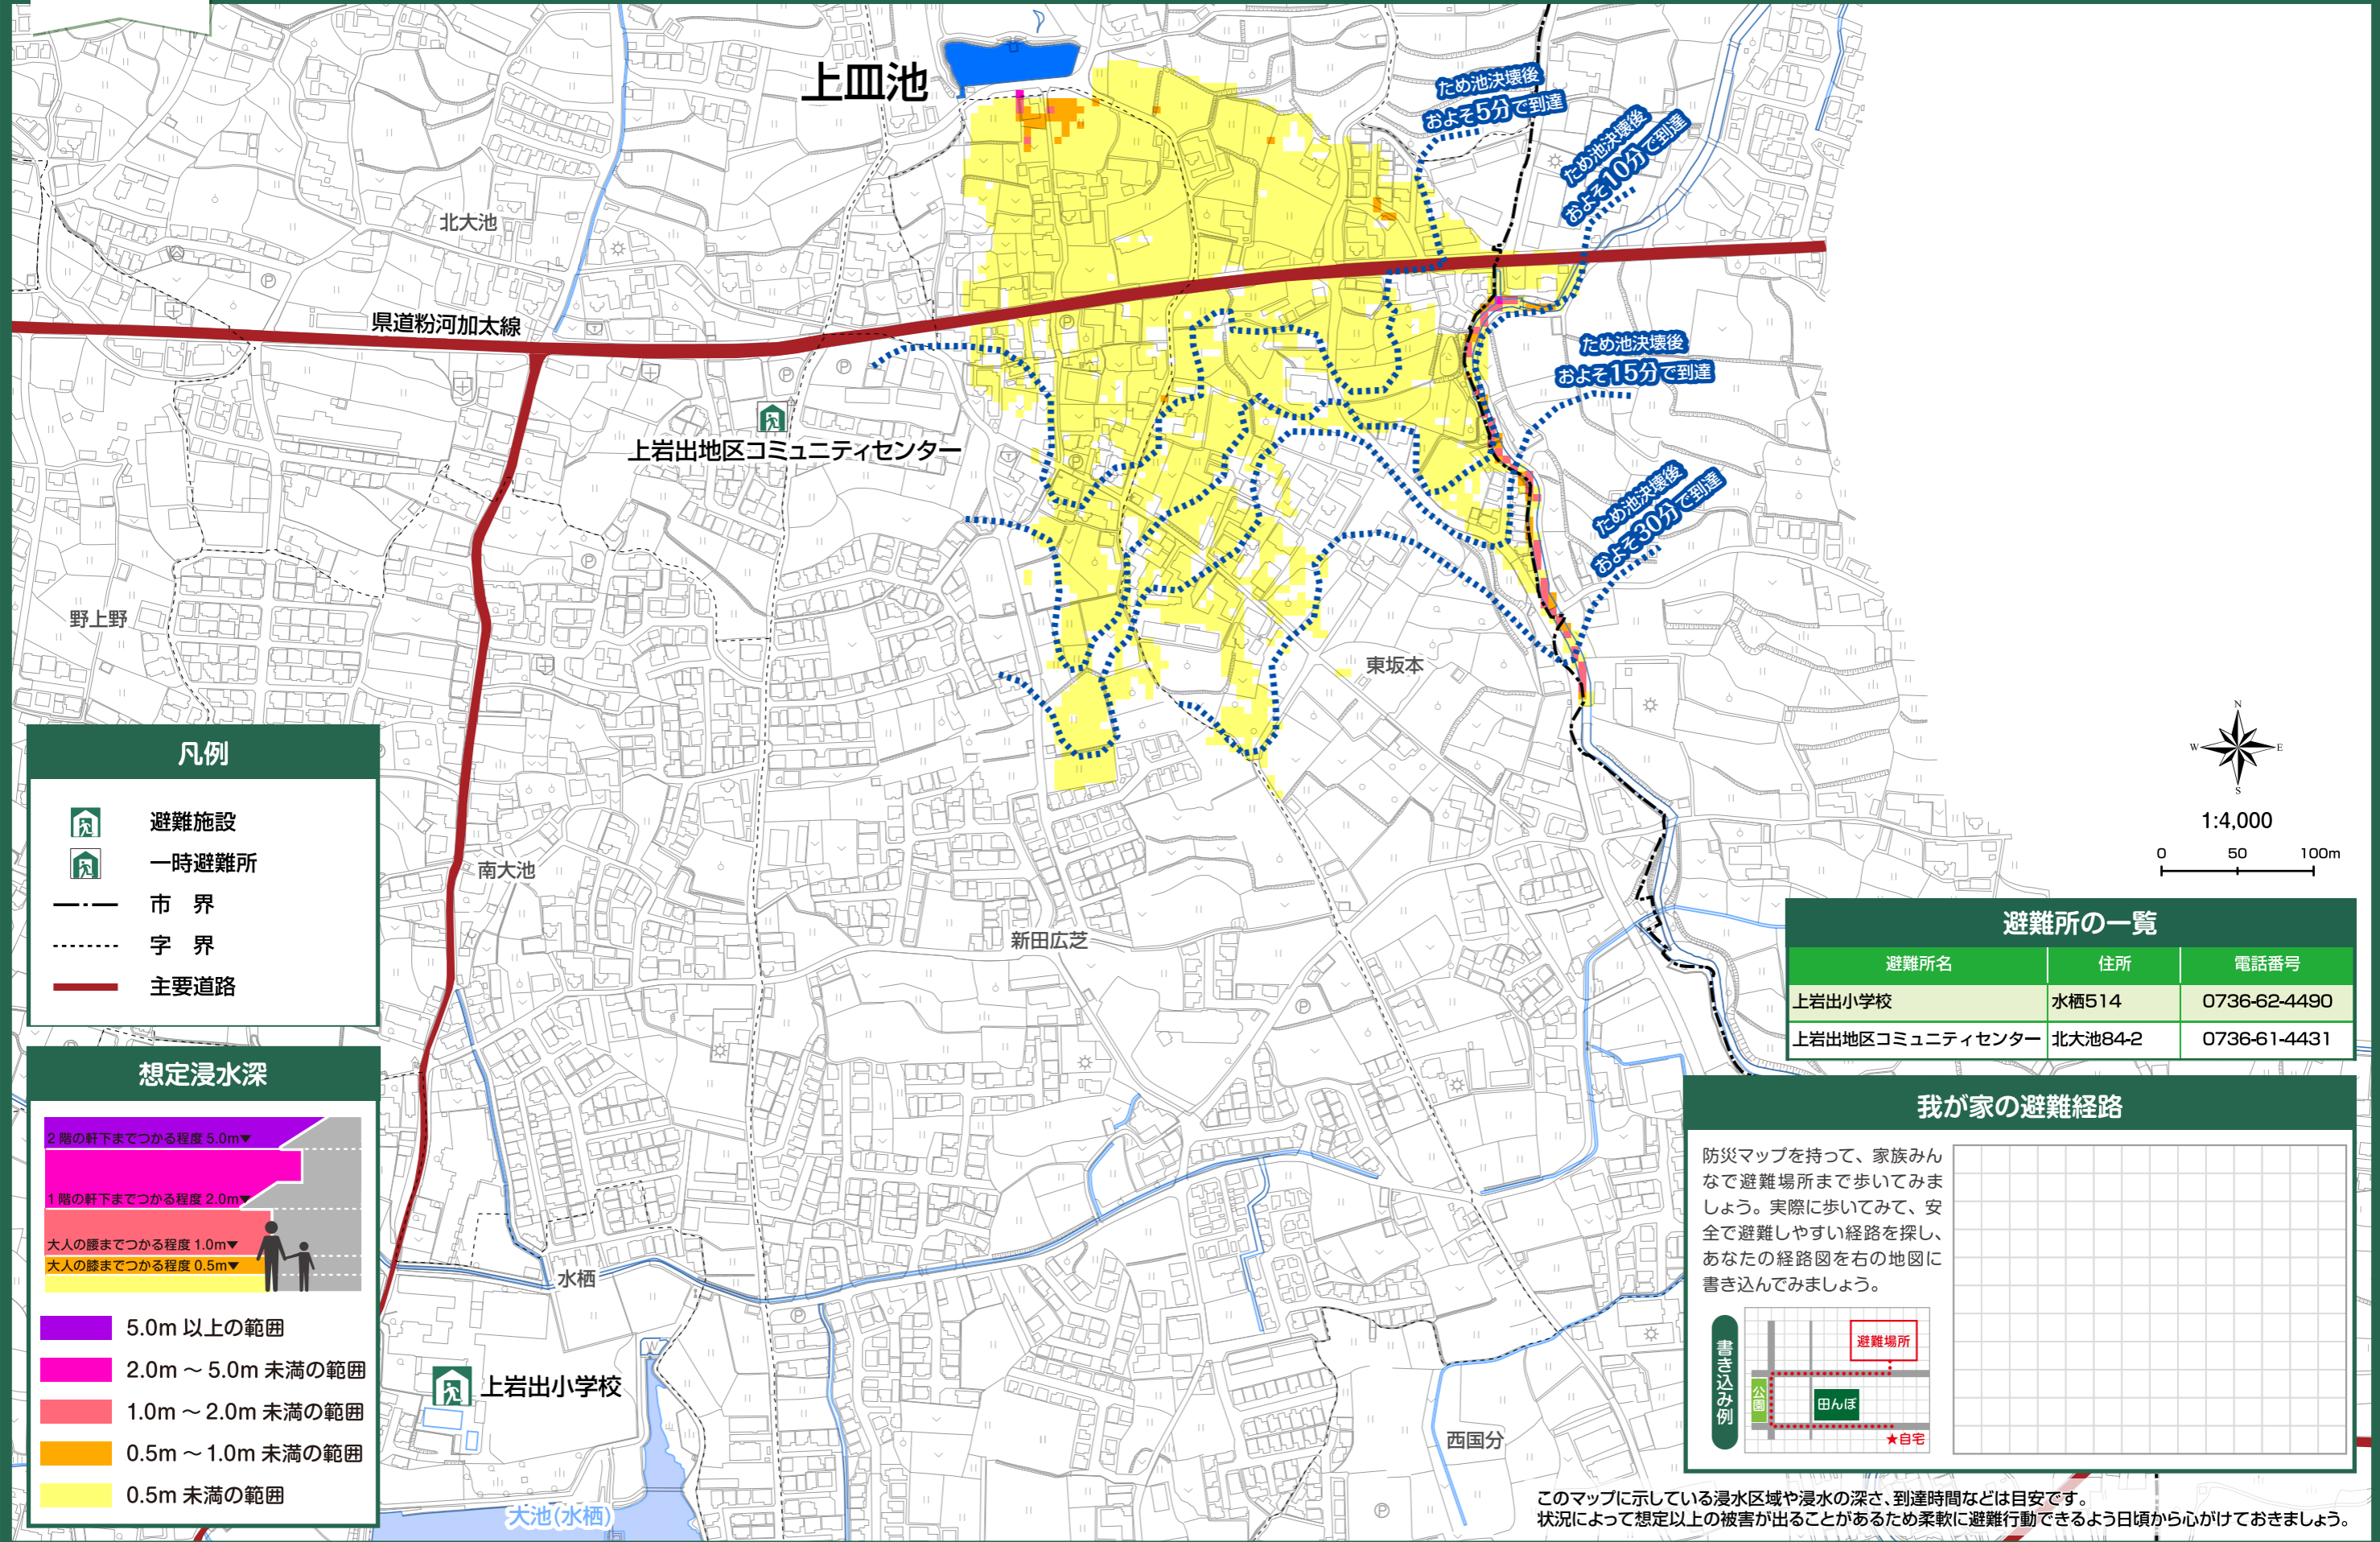 上皿池
ため池決壊後
およそ5分で到達
ため池決壊後
およそ10分で到達
ため池決壊後
およそ15分で到達
ため池決壊後
およそ30分で到達
北大池
県道粉河加太線
上岩出地区コミュニティセンター
野上野
東坂本
南大池
新田広芝
水栖
上岩出小学校
西国分
大池(水栖)
凡例
避難施設
一時避難所
市　界
字　界
主要道路
想定浸水深
2階の軒下までつかる程度 5.0m▼
1階の軒下までつかる程度 2.0m▼
大人の腰までつかる程度 1.0m▼
大人の膝までつかる程度 0.5m▼
5.0m 以上の範囲
2.0m ～ 5.0m 未満の範囲
1.0m ～ 2.0m 未満の範囲
0.5m ～ 1.0m 未満の範囲
0.5m 未満の範囲
N
W
E
S
1:4,000
0 50 100m
避難所の一覧
避難所名 住所 電話番号
上岩出小学校 水栖514 0736-62-4490
上岩出地区コミュニティセンター 北大池84-2 0736-61-4431
我が家の避難経路
防災マップを持って、家族みん
なで避難場所まで歩いてみま
しょう。実際に歩いてみて、安
全で避難しやすい経路を探し、
あなたの経路図を右の地図に
書き込んでみましょう。
書き込み例
避難場所
公園
田んぼ
★自宅
このマップに示している浸水区域や浸水の深さ、到達時間などは目安です。
状況によって想定以上の被害が出ることがあるため柔軟に避難行動できるよう日頃から心がけておきましょう。